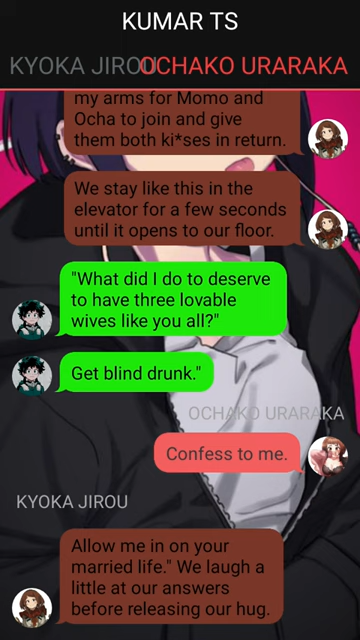 KUMAR TS
KYOKA JIROU
OCHAKO URARAKA
my arms for Momo and
Ocha to join and give
them both ki*ses in return.
We stay like this in the
elevator for a few seconds
until it opens to our floor.
"What did I do to deserve
to have three lovable
wives like you all?"
Get blind drunk."
OCHAKO URARAKA
Confess to me.
KYOKA JIROU
Allow me in on your
married life." We laugh a
little at our answers
before releasing our hug.